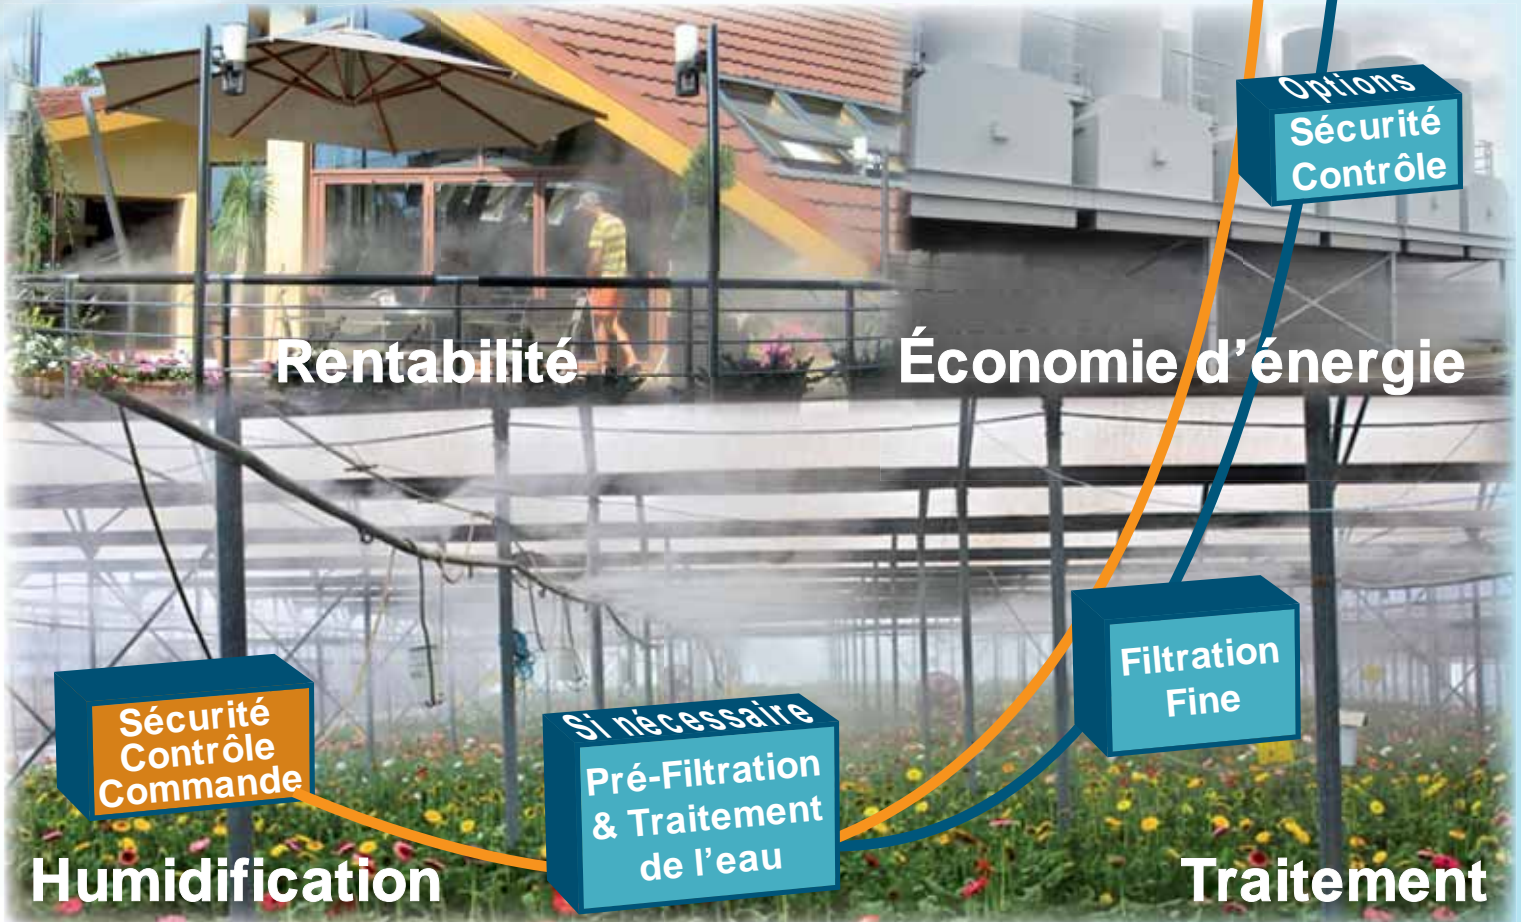 Options
Sécurité
Contrôle
Rentabilité
Économie d’énergie
Filtration
Fine
Sécurité
Contrôle
Commande
Si nécessaire
Pré-Filtration
& Traitement
de l’eau
Humidification
Traitement